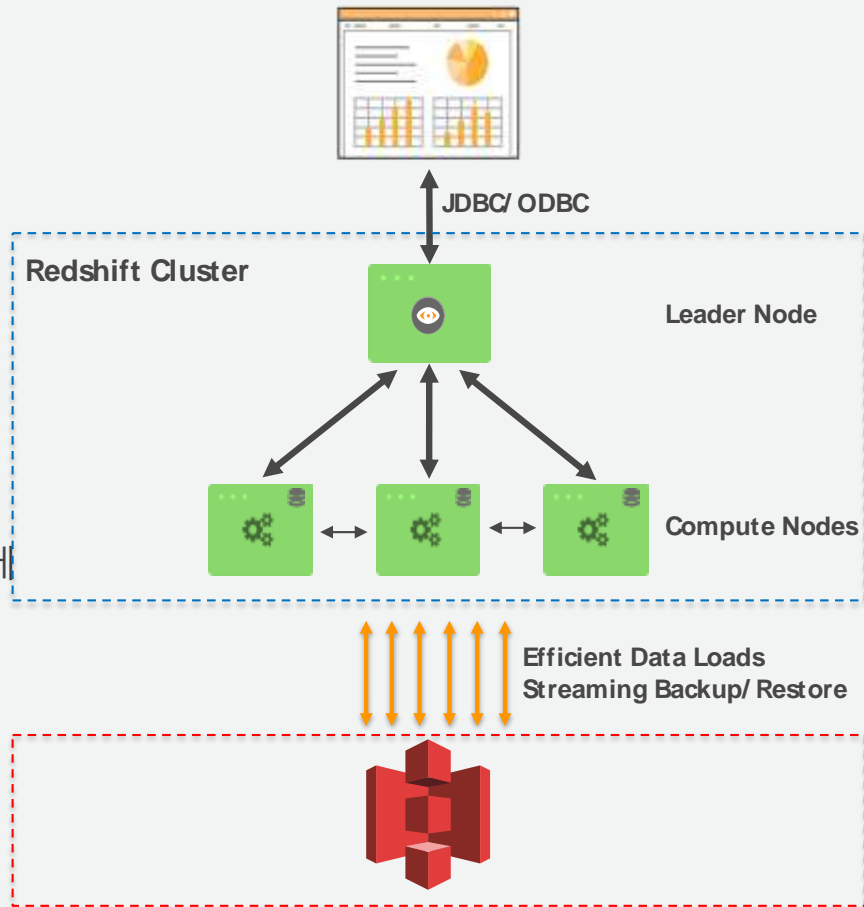 JDBC/ ODBC
Redshift Cluster
Leader Node
Compute Nodes
Efficient Data Loads
Streaming Backup/ Restore